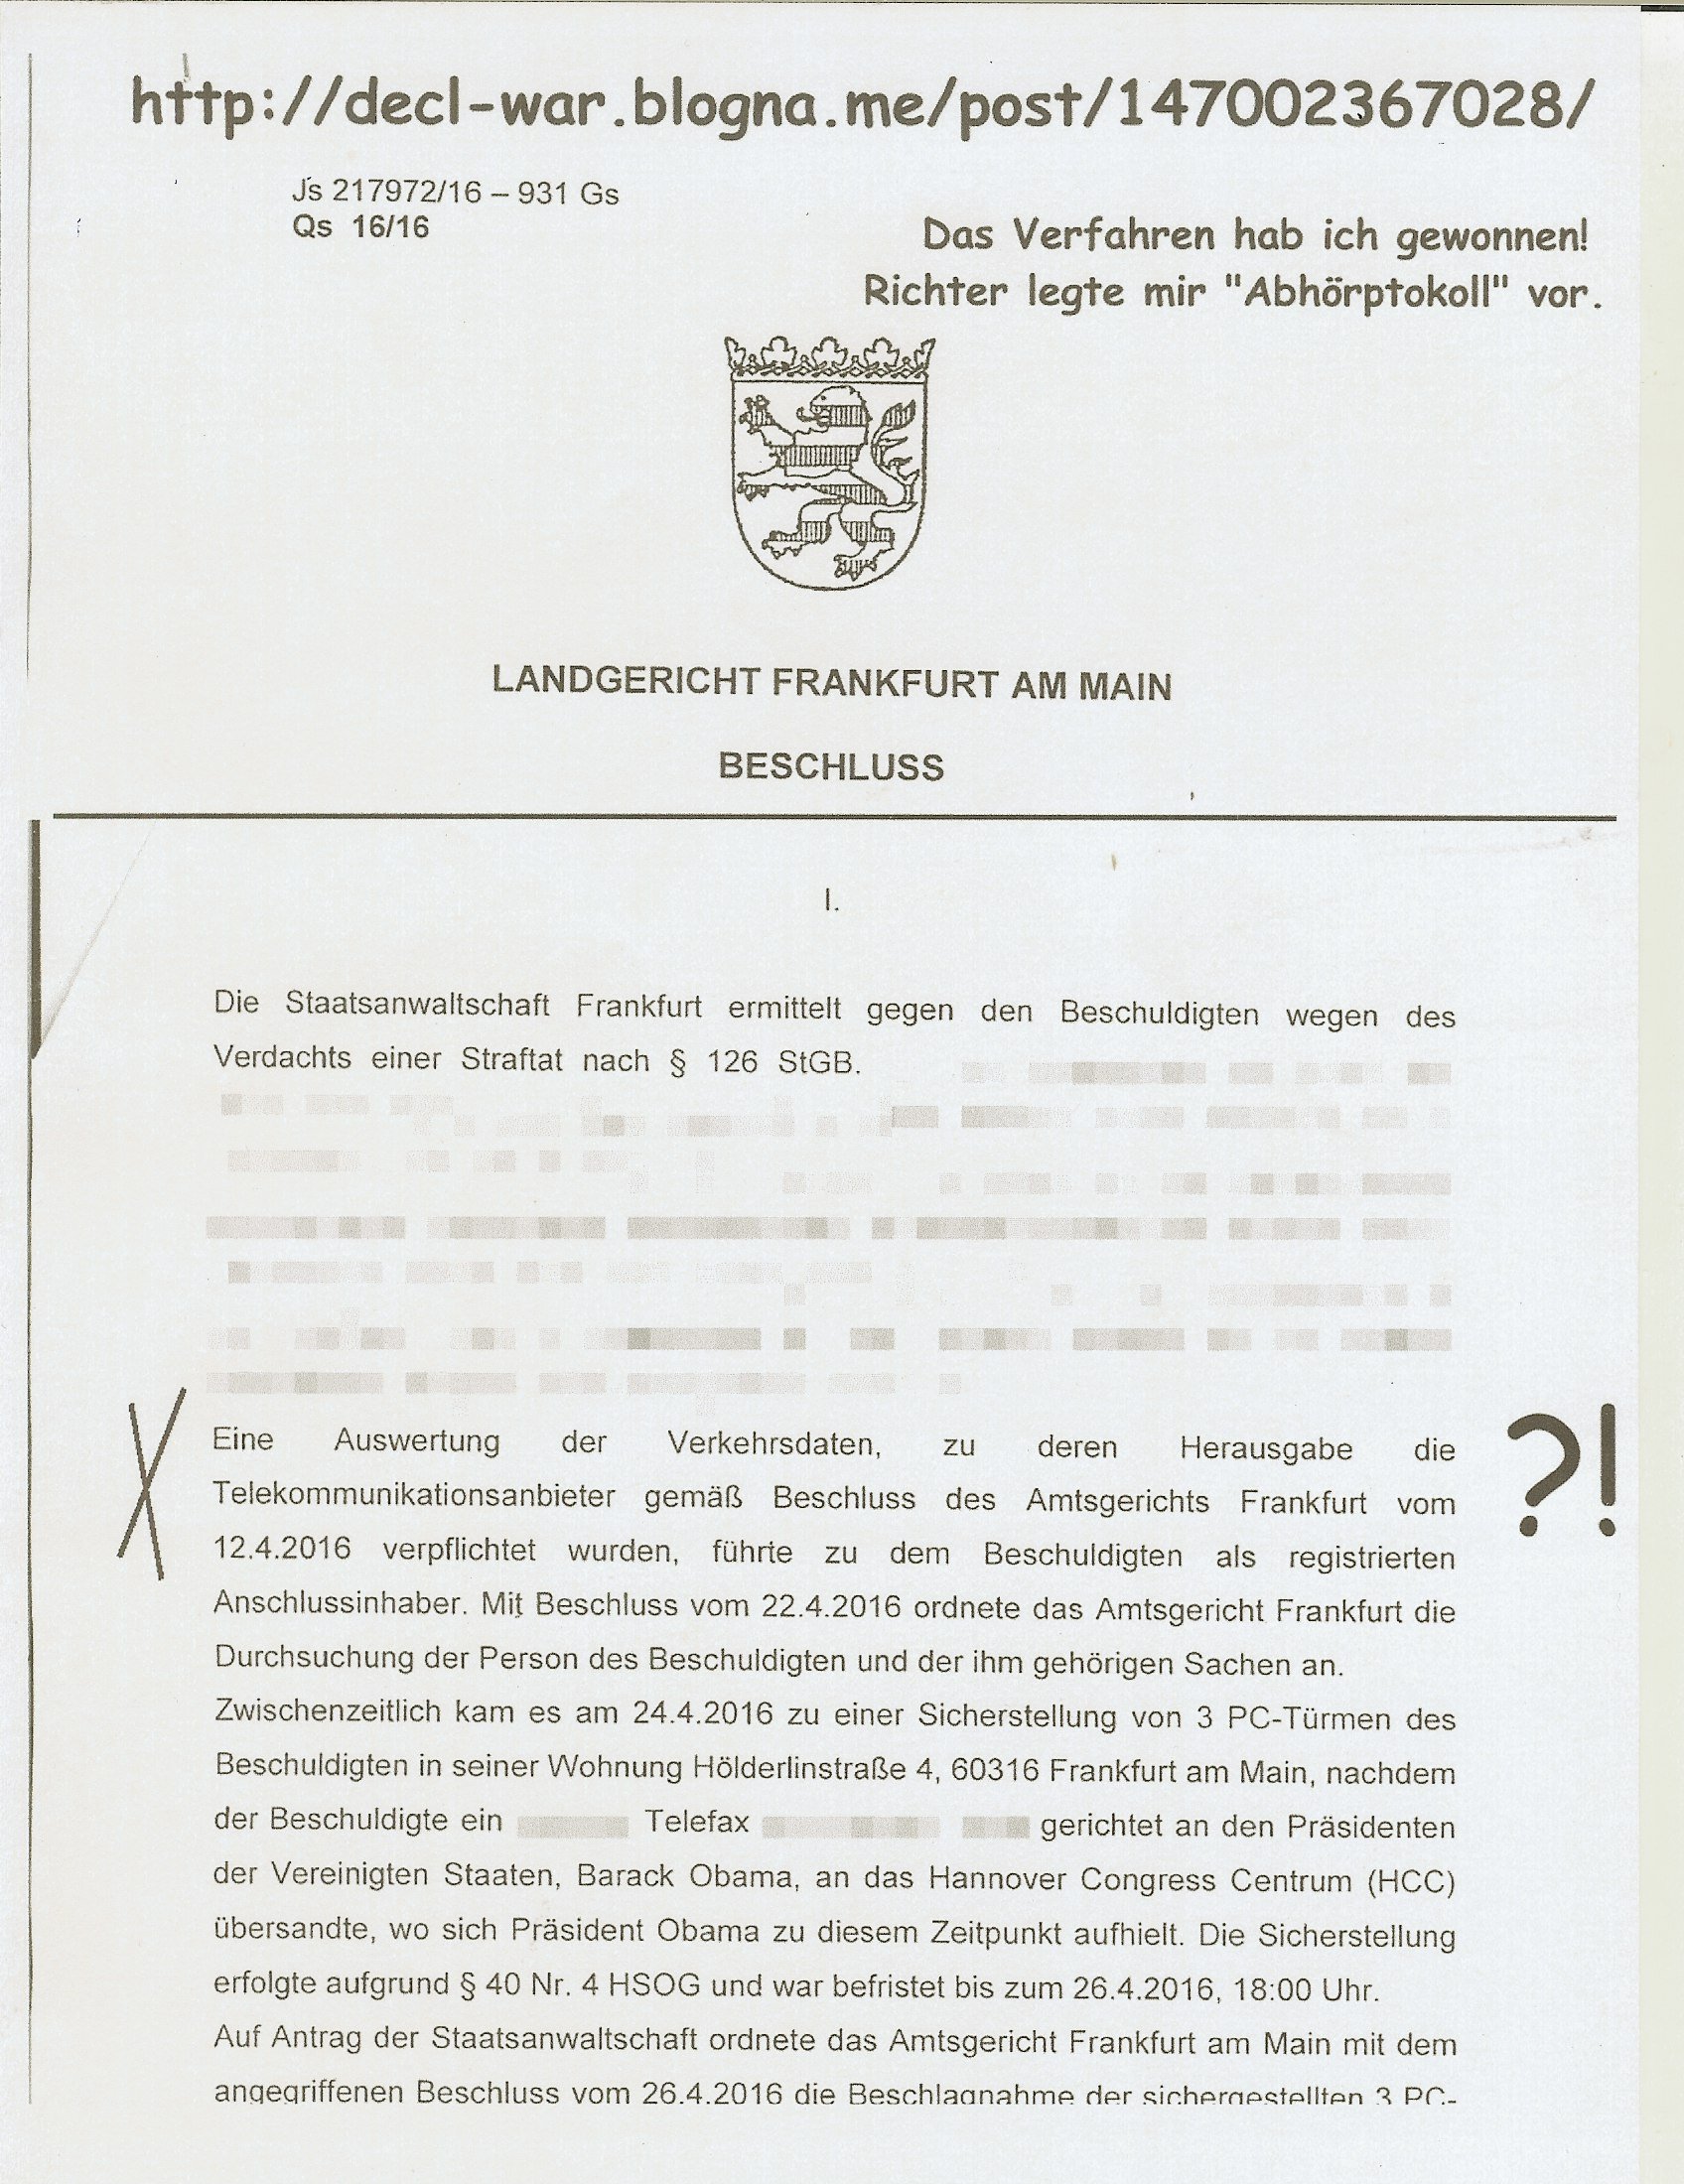 http://decl-war.blogna.me/post/147002367028/
Js 217972/16 – 931 Gs
Qs 16/16
Das Verfahren hab ich gewonnen!
Richter legte mir "Abhörptokoll" vor.
LANDGERICHT FRANKFURT AM MAIN
BESCHLUSS
I.
Die Staatsanwaltschaft Frankfurt ermittelt gegen den Beschuldigten wegen des
Verdachts einer Straftat nach § 126 StGB.
Eine Auswertung der Verkehrsdaten, zu deren Herausgabe die
Telekommunikationsanbieter gemäß Beschluss des Amtsgerichts Frankfurt vom
12.4.2016 verpflichtet wurden, führte zu dem Beschuldigten als registrierten
Anschlussinhaber. Mit Beschluss vom 22.4.2016 ordnete das Amtsgericht Frankfurt die
Durchsuchung der Person des Beschuldigten und der ihm gehörigen Sachen an.
Zwischenzeitlich kam es am 24.4.2016 zu einer Sicherstellung von 3 PC-Türmen des
Beschuldigten in seiner Wohnung Hölderlinstraße 4, 60316 Frankfurt am Main, nachdem
der Beschuldigte ein Telefax gerichtet an den Präsidenten
der Vereinigten Staaten, Barack Obama, an das Hannover Congress Centrum (HCC)
übersandte, wo sich Präsident Obama zu diesem Zeitpunkt aufhielt. Die Sicherstellung
erfolgte aufgrund § 40 Nr. 4 HSOG und war befristet bis zum 26.4.2016, 18:00 Uhr.
Auf Antrag der Staatsanwaltschaft ordnete das Amtsgericht Frankfurt am Main mit dem
angegriffenen Beschluss vom 26.4.2016 die Beschlagnahme der sichergestellten 3 PC-
X
?!